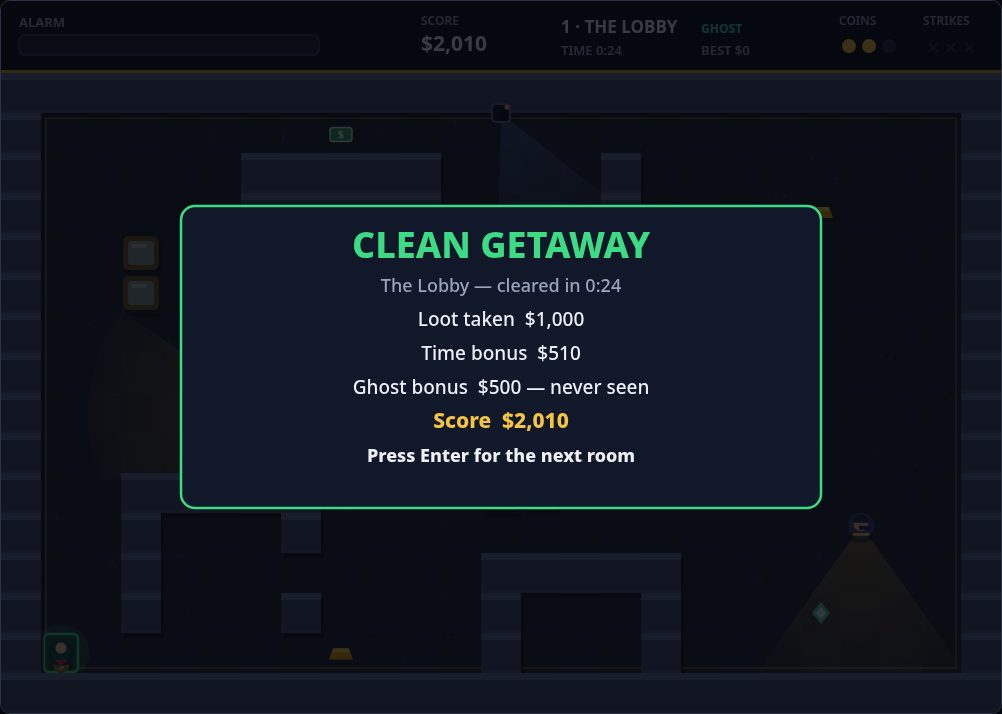 ALARM
SCORE
$2,010
1 · THE LOBBY
TIME 0:24
GHOST
BEST $0
COINS
STRIKES
× × ×
$
CLEAN GETAWAY
The Lobby — cleared in 0:24
Loot taken $1,000
Time bonus $510
Ghost bonus $500 — never seen
Score $2,010
Press Enter for the next room